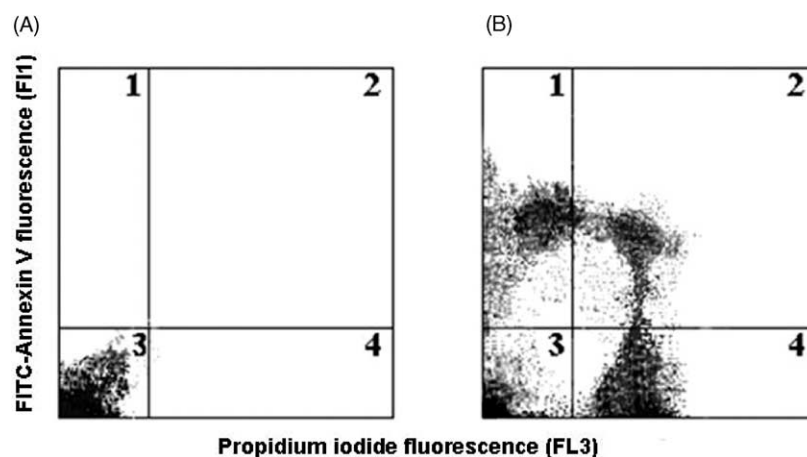 (A)
(B)
FITC-Annexin V fluorescence (Fl1)
1 2
3 4
1 2
3 4
Propidium iodide fluorescence (FL3)